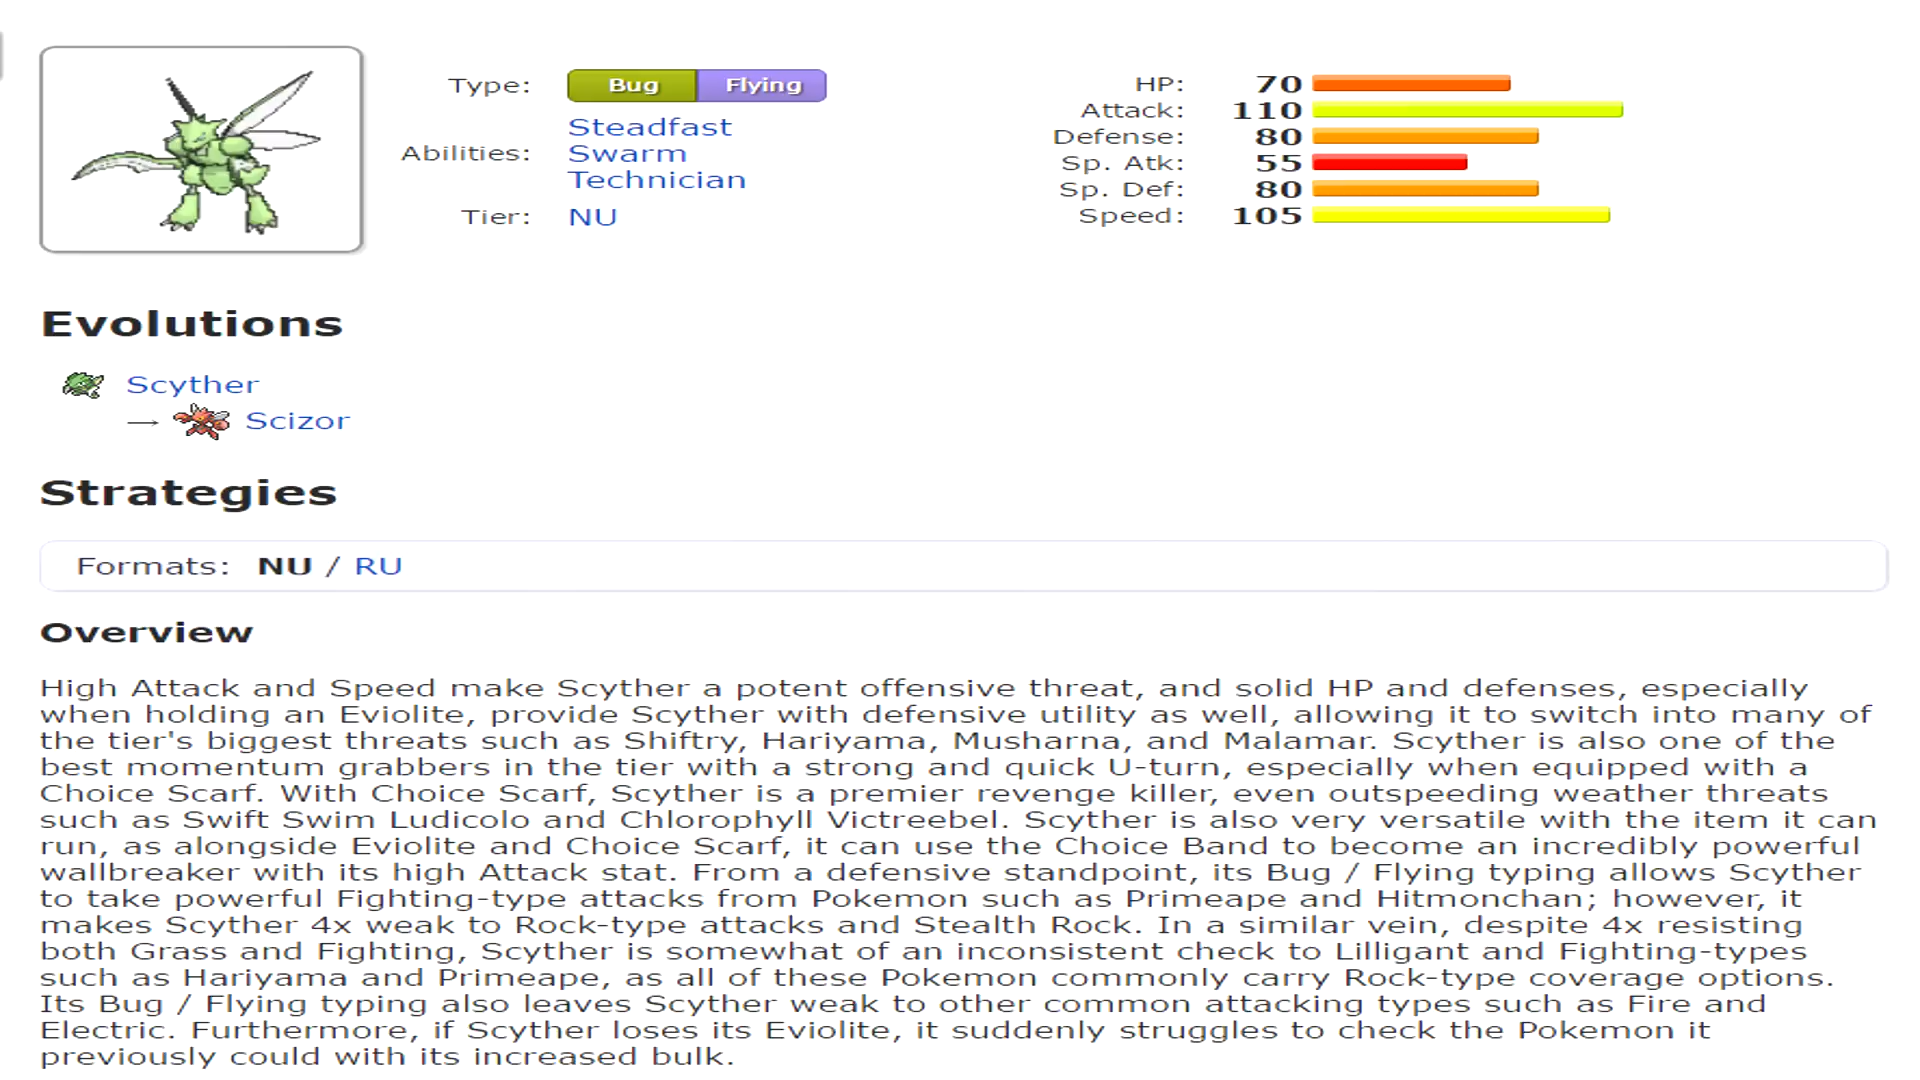 Type: Bug Flying
Abilities: Steadfast
Swarm
Technician
Tier: NU
HP: 70
Attack: 110
Defense: 80
Sp. Atk: 55
Sp. Def: 80
Speed: 105
Evolutions
Scyther
→ Scizor
Strategies
Formats: NU / RU
Overview
High Attack and Speed make Scyther a potent offensive threat, and solid HP and defenses, especially
when holding an Eviolite, provide Scyther with defensive utility as well, allowing it to switch into many of
the tier's biggest threats such as Shiftry, Hariyama, Musharna, and Malamar. Scyther is also one of the
best momentum grabbers in the tier with a strong and quick U-turn, especially when equipped with a
Choice Scarf. With Choice Scarf, Scyther is a premier revenge killer, even outspeeding weather threats
such as Swift Swim Ludicolo and Chlorophyll Victreebel. Scyther is also very versatile with the item it can
run, as alongside Eviolite and Choice Scarf, it can use the Choice Band to become an incredibly powerful
wallbreaker with its high Attack stat. From a defensive standpoint, its Bug / Flying typing allows Scyther
to take powerful Fighting-type attacks from Pokemon such as Primeape and Hitmonchan; however, it
makes Scyther 4x weak to Rock-type attacks and Stealth Rock. In a similar vein, despite 4x resisting
both Grass and Fighting, Scyther is somewhat of an inconsistent check to Lilligant and Fighting-types
such as Hariyama and Primeape, as all of these Pokemon commonly carry Rock-type coverage options.
Its Bug / Flying typing also leaves Scyther weak to other common attacking types such as Fire and
Electric. Furthermore, if Scyther loses its Eviolite, it suddenly struggles to check the Pokemon it
previously could with its increased bulk.